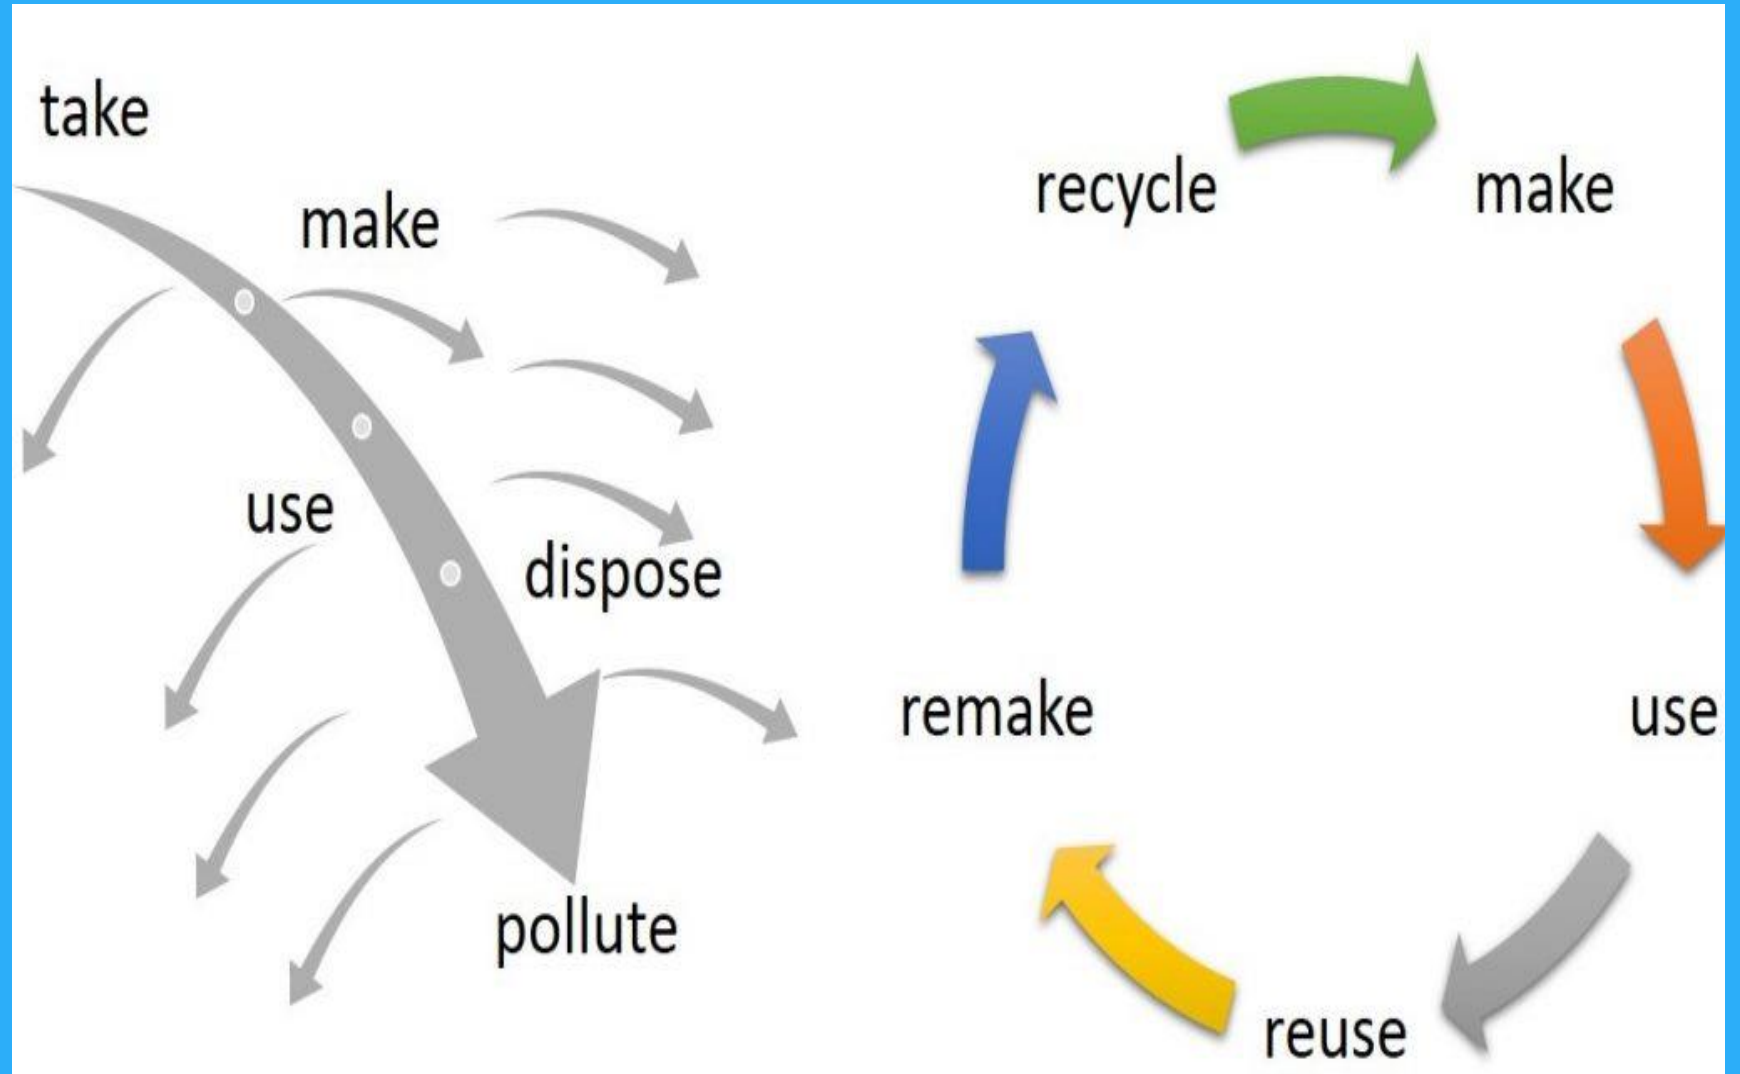 take
make
use
dispose
pollute
recycle
make
use
reuse
remake